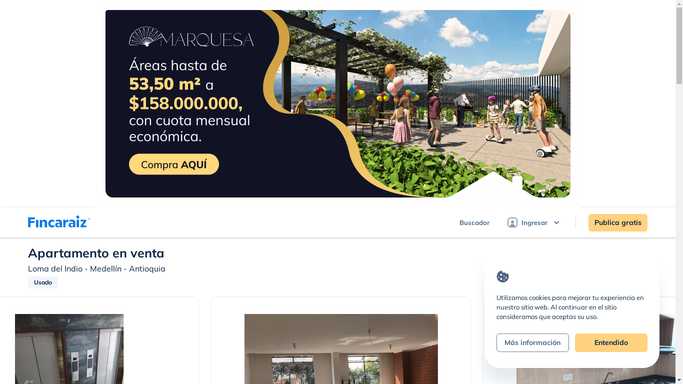 MARQUESA
Áreas hasta de
53,50 m² a
$158.000.000,
con cuota mensual
económica.
Compra AQUÍ
Fincaraíz
Buscador
Ingresar
Publica gratis
Apartamento en venta
Loma del Indio - Medellín - Antioquia
Usado
Utilizamos cookies para mejorar tu experiencia en
nuestro sitio web. Al continuar en el sitio
consideramos que aceptas su uso.
Más información
Entendido